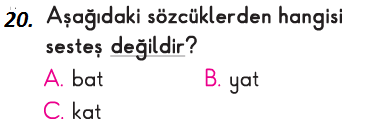 20. Aşağıdaki sözcüklerden hangisi
sesteş değildir?
A. bat B. yat
C. kat